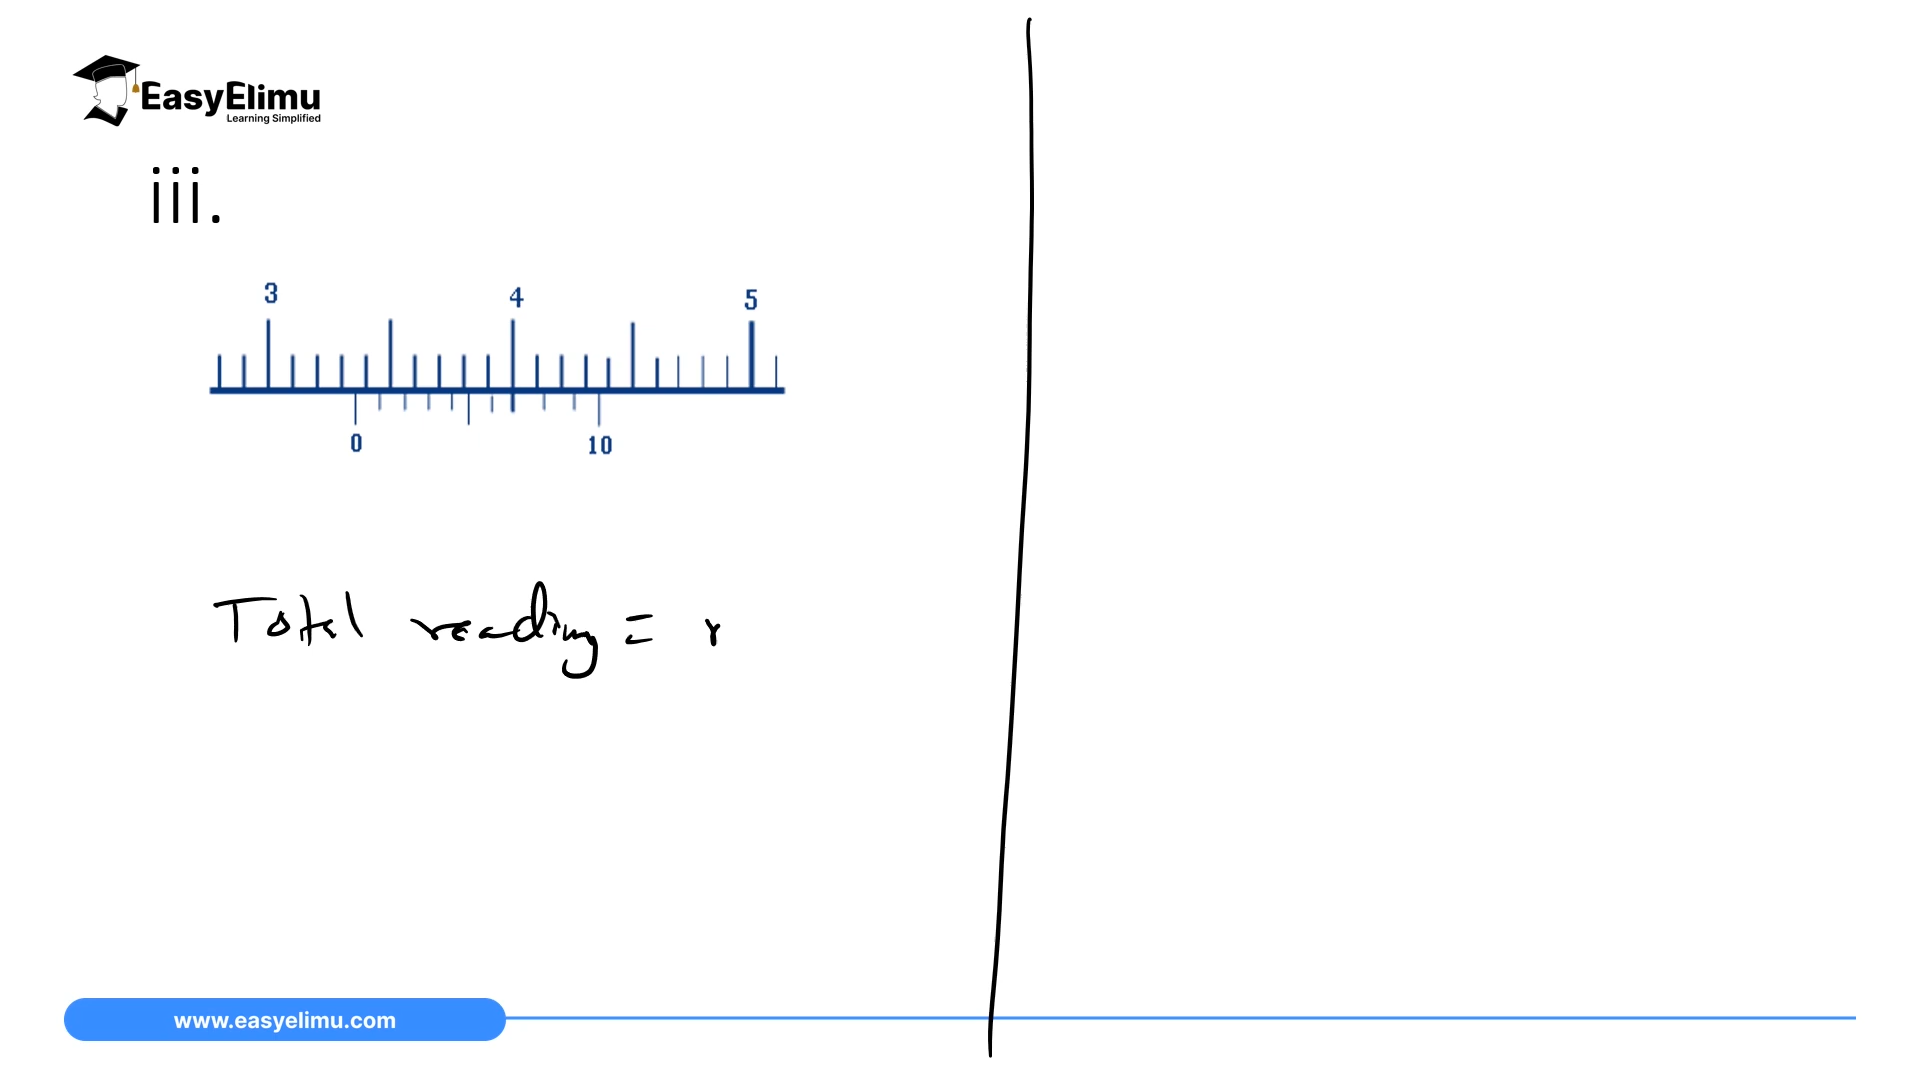 EasyElimu
Learning Simplified
iii.
3 4 5
0 10
Total reading =
www.easyelimu.com